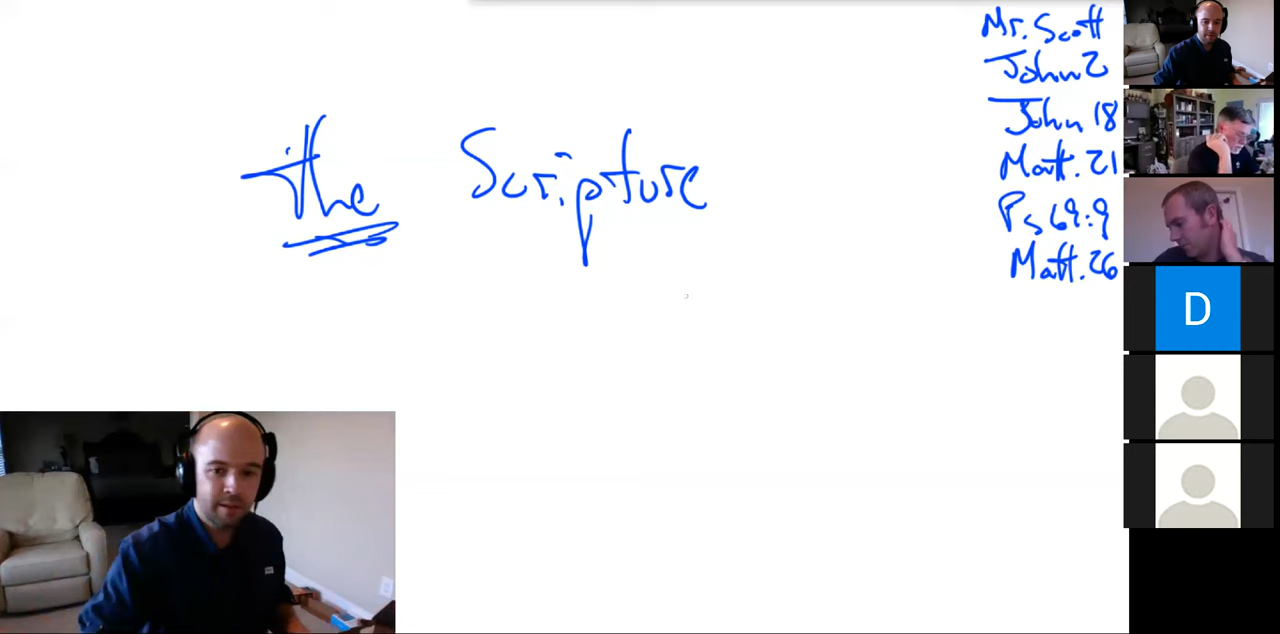 the Scripture
Mr. Scott
John 2
John 18
Matt. 21
Ps 69:9
Matt. 26
D